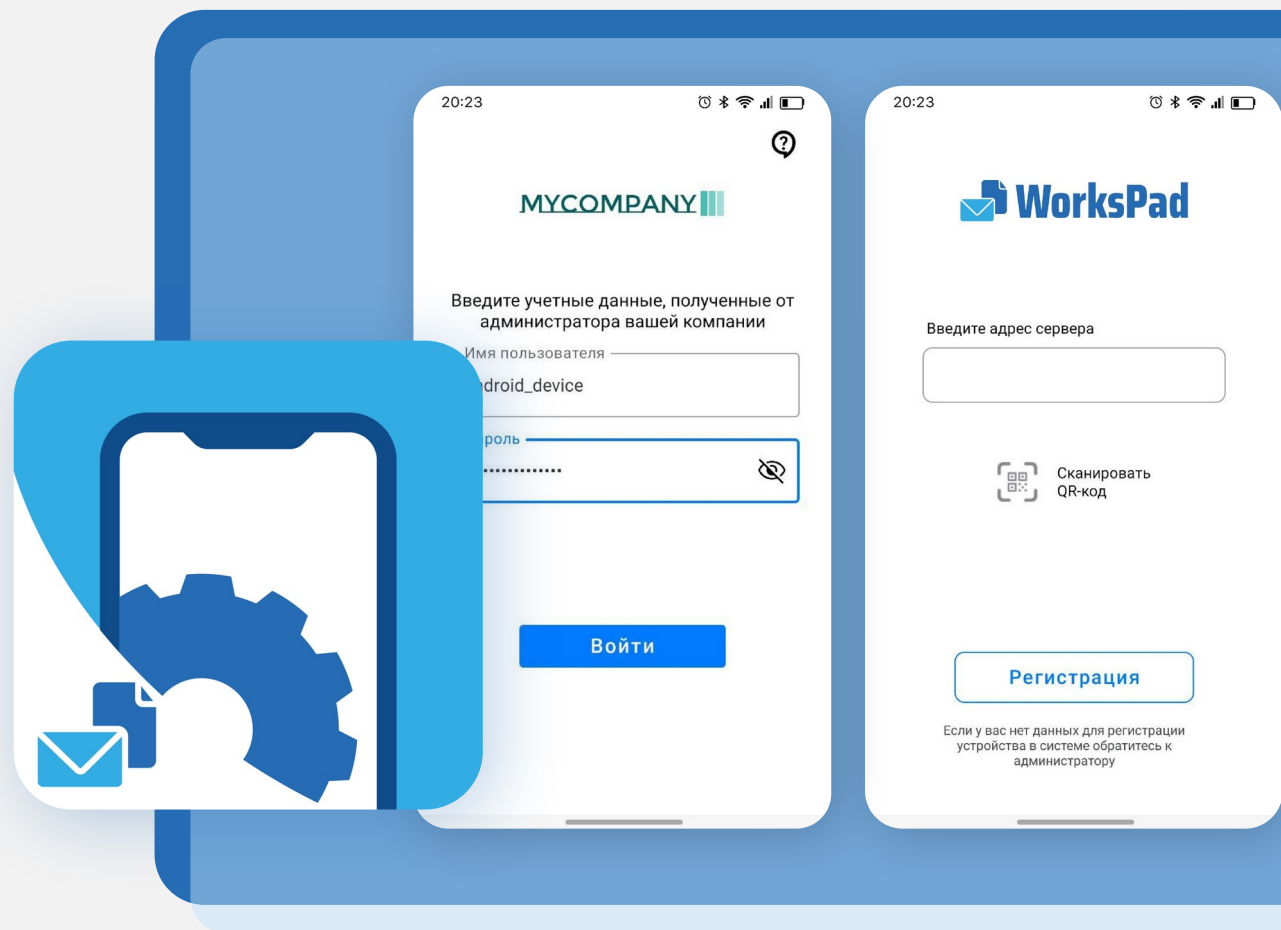 20:23
MYCOMPANY
Введите учетные данные, полученные от
администратора вашей компании
Имя пользователя
droid_device
роль
Войти
20:23
WorksPad
Введите адрес сервера
Сканировать
QR-код
Регистрация
Если у вас нет данных для регистрации
устройства в системе обратитесь к
администратору